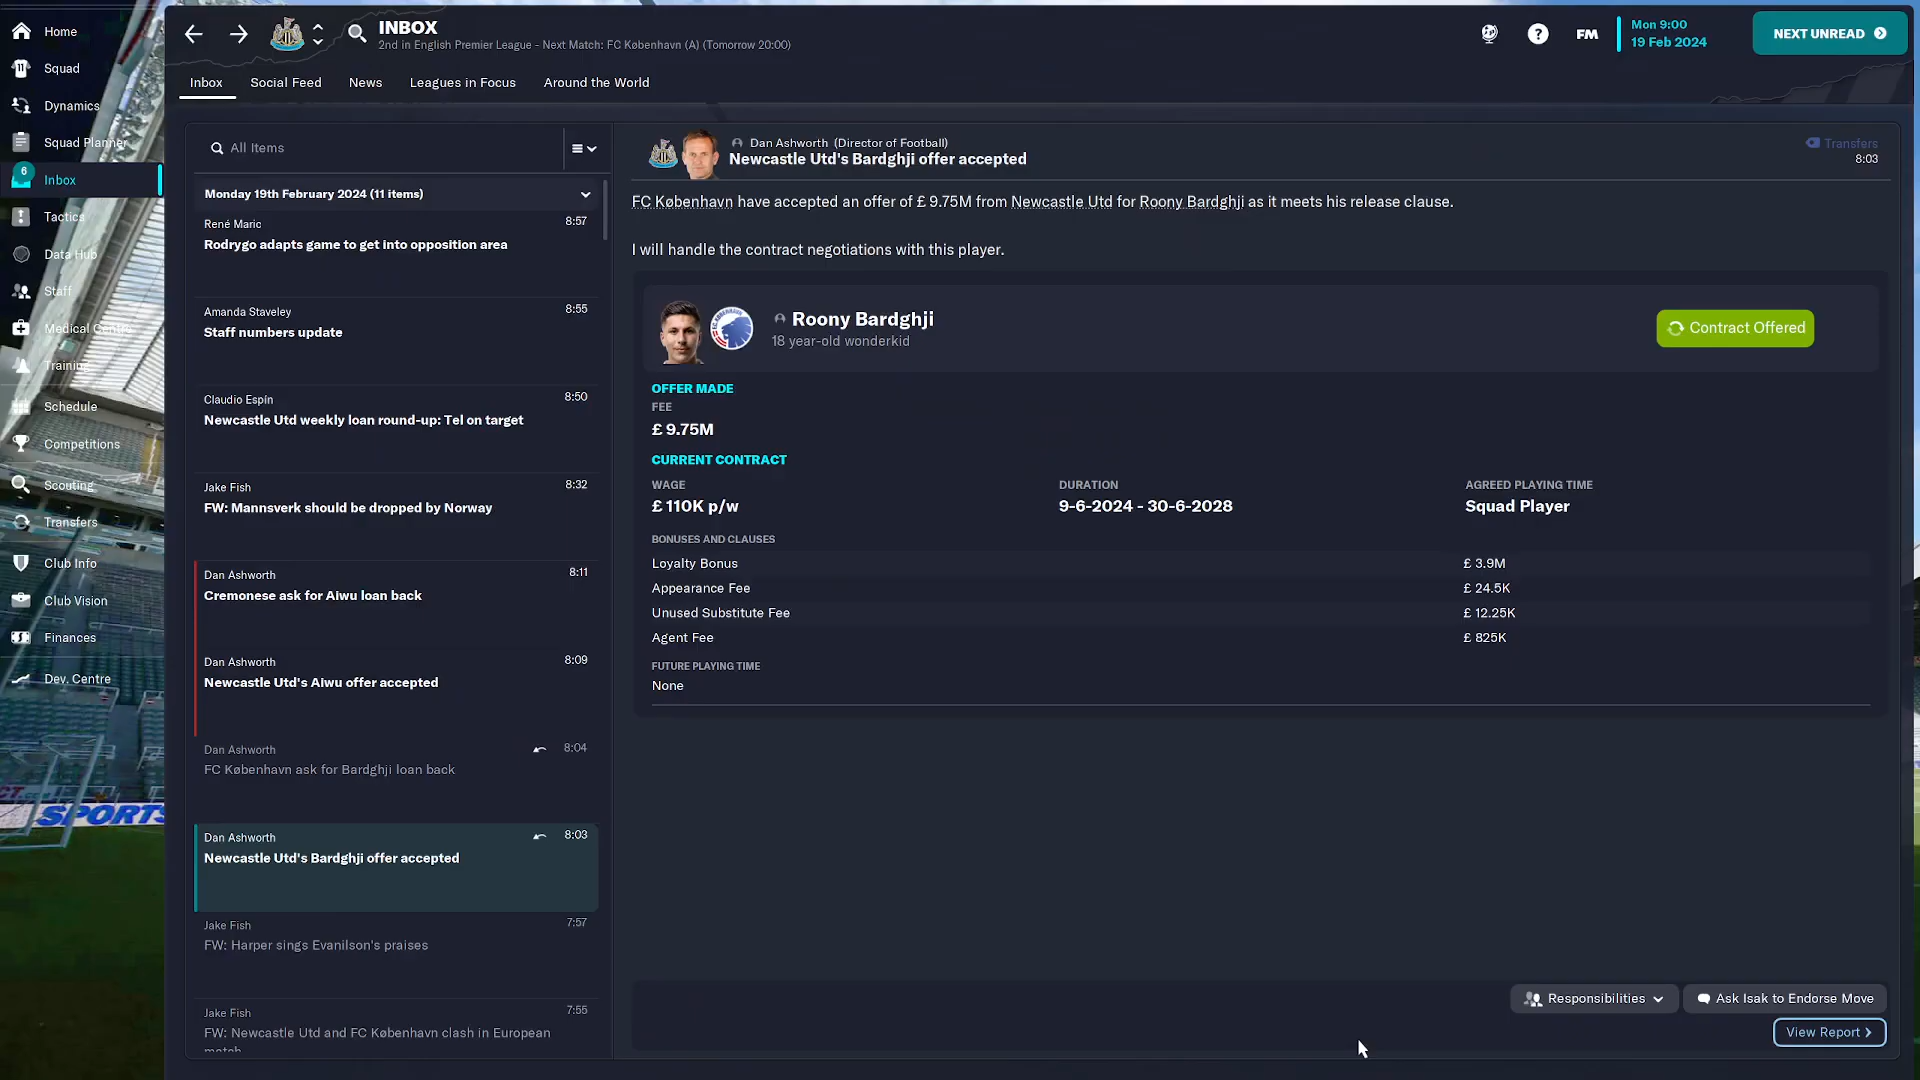 Home
Squad
Dynamics
Squad Planner
6
Inbox
Tactics
Data Hub
Staff
Medical Centre
Training
Schedule
Competitions
Scouting
Transfers
Club Info
Club Vision
Finances
Dev. Centre
SPORTS
INBOX
2nd in English Premier League - Next Match: FC København (A) (Tomorrow 20:00)
?
FM
Mon 9:00
19 Feb 2024
NEXT UNREAD
Inbox
Social Feed
News
Leagues in Focus
Around the World
All Items
Monday 19th February 2024 (11 items)
René Maric
8:57
Rodrygo adapts game to get into opposition area
Amanda Staveley
8:55
Staff numbers update
Claudio Espín
8:50
Newcastle Utd weekly loan round-up: Tel on target
Jake Fish
8:32
FW: Mannsverk should be dropped by Norway
Dan Ashworth
8:11
Cremonese ask for Aiwu loan back
Dan Ashworth
8:09
Newcastle Utd's Aiwu offer accepted
Dan Ashworth
8:04
FC København ask for Bardghji loan back
Dan Ashworth
8:03
Newcastle Utd's Bardghji offer accepted
Jake Fish
7:57
FW: Harper sings Evanilson's praises
Jake Fish
7:55
FW: Newcastle Utd and FC København clash in European
match
Dan Ashworth (Director of Football)
Newcastle Utd's Bardghji offer accepted
Transfers
8:03
FC København have accepted an offer of £ 9.75M from Newcastle Utd for Roony Bardghji as it meets his release clause.
I will handle the contract negotiations with this player.
Roony Bardghji
18 year-old wonderkid
Contract Offered
OFFER MADE
FEE
£ 9.75M
CURRENT CONTRACT
WAGE
£ 110K p/w
DURATION
9-6-2024 - 30-6-2028
AGREED PLAYING TIME
Squad Player
BONUSES AND CLAUSES
Loyalty Bonus
£ 3.9M
Appearance Fee
£ 24.5K
Unused Substitute Fee
£ 12.25K
Agent Fee
£ 825K
FUTURE PLAYING TIME
None
Responsibilities
Ask Isak to Endorse Move
View Report